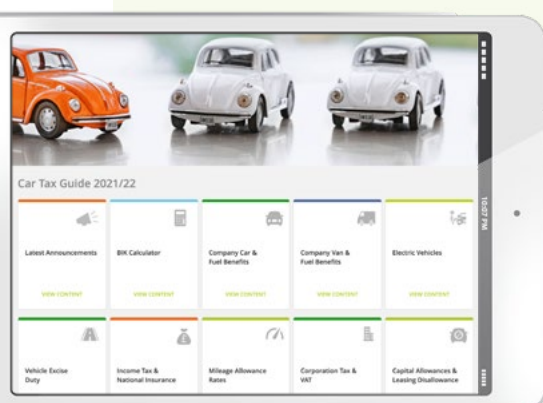 Car Tax Guide 2021/22
Latest Announcements
BIK Calculator
Company Car &
Fuel Benefits
Company Van &
Fuel Benefits
Electric Vehicles
VIEW CONTENT
VIEW CONTENT
VIEW CONTENT
VIEW CONTENT
VIEW CONTENT
Vehicle Excise
Duty
Income Tax &
National Insurance
Mileage Allowance
Rates
Corporation Tax &
VAT
Capital Allowances &
Leasing Disallowance
10:07 PM